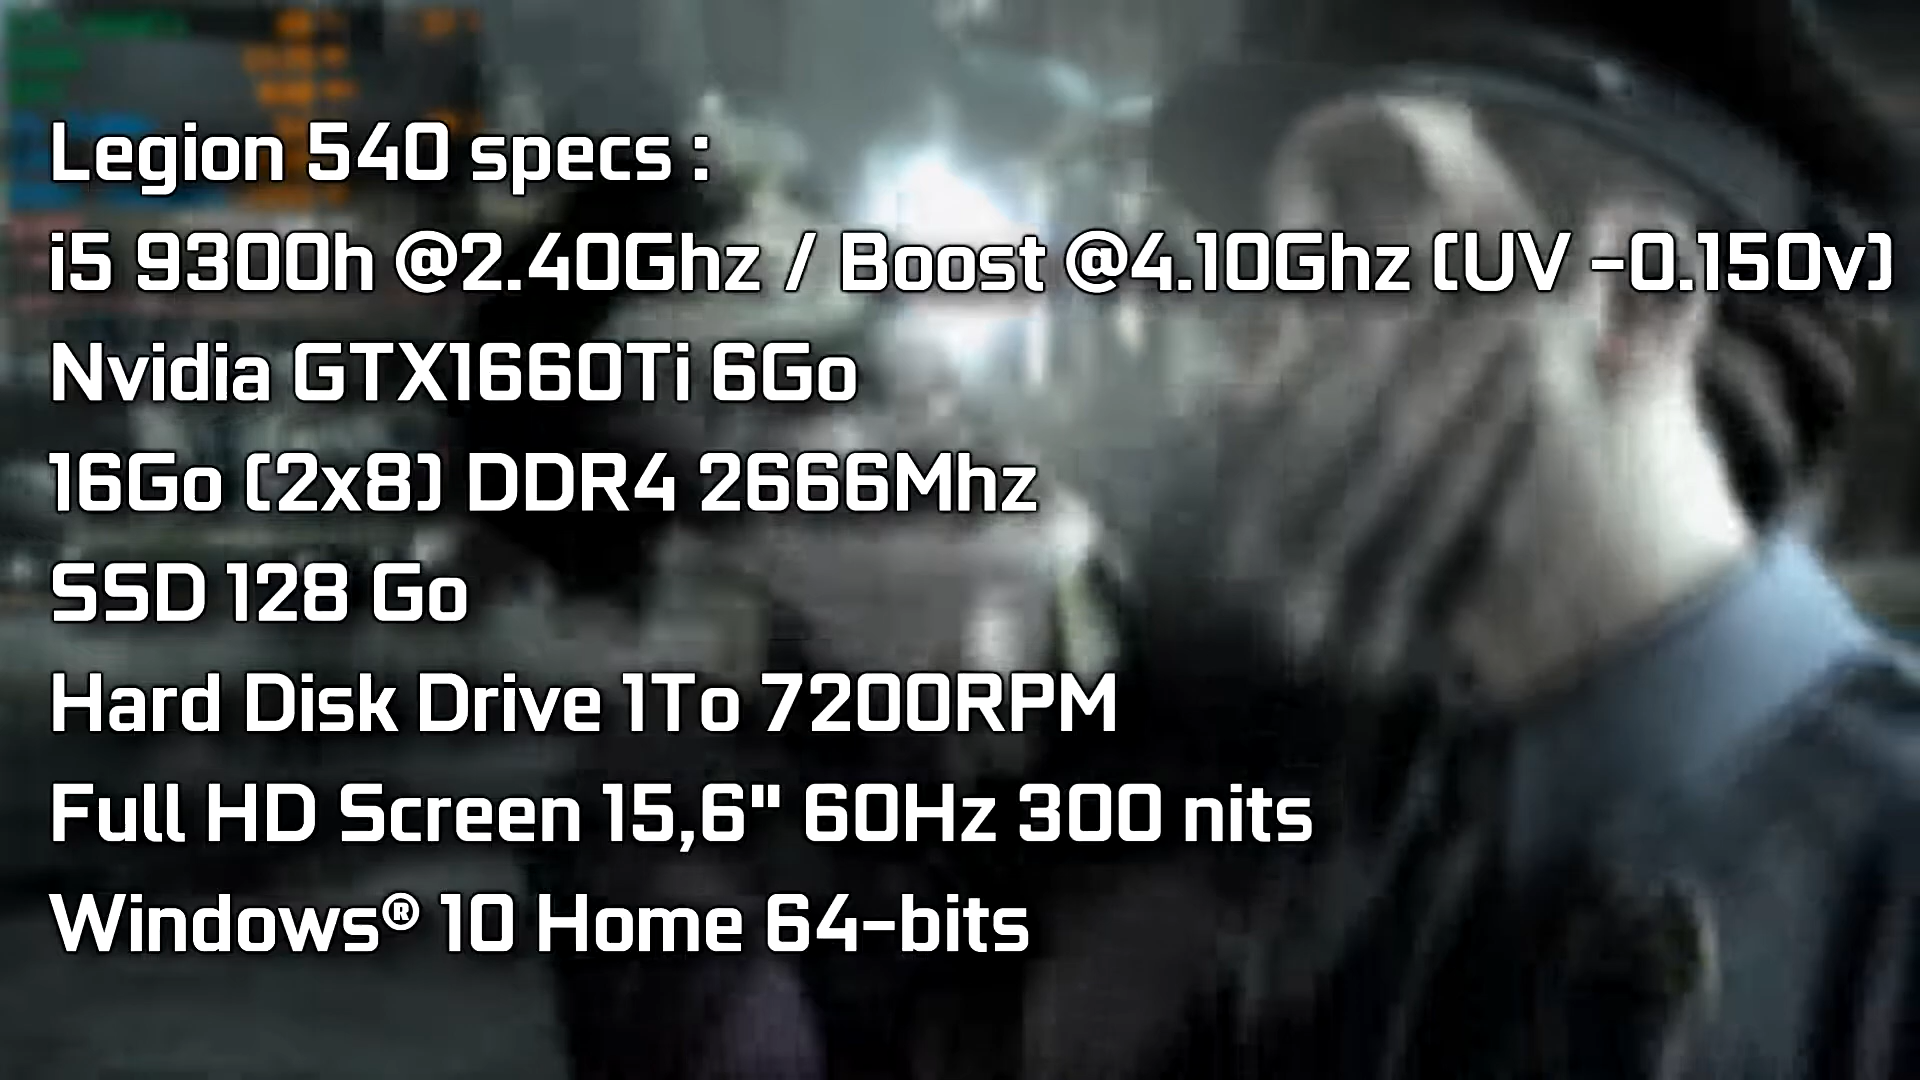 Legion 540 specs :
i5 9300h @2.40Ghz / Boost @4.10Ghz (UV -0.150v)
Nvidia GTX1660Ti 6Go
16Go (2x8) DDR4 2666Mhz
SSD 128 Go
Hard Disk Drive 1To 7200RPM
Full HD Screen 15,6" 60Hz 300 nits
Windows® 10 Home 64-bits